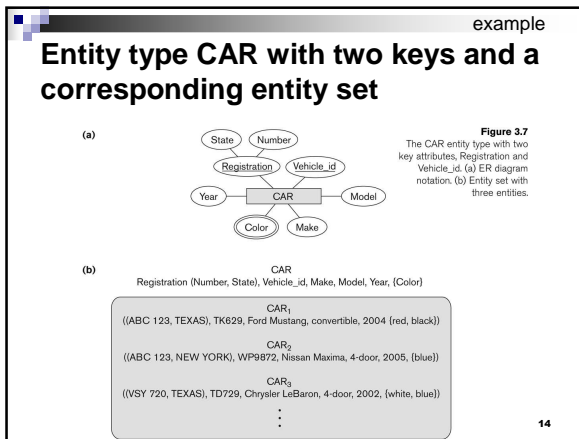 example
Entity type CAR with two keys and a
corresponding entity set
(a)
State
Number
Registration
Vehicle_id
Year
CAR
Model
Color
Make
Figure 3.7
The CAR entity type with two
key attributes, Registration and
Vehicle_id. (a) ER diagram
notation. (b) Entity set with
three entities.
(b)
CAR
Registration (Number, State), Vehicle_id, Make, Model, Year, {Color}
CAR₁
((ABC 123, TEXAS), TK629, Ford Mustang, convertible, 2004 {red, black})
CAR₂
((ABC 123, NEW YORK), WP9872, Nissan Maxima, 4-door, 2005, {blue})
CAR₃
((VSY 720, TEXAS), TD729, Chrysler LeBaron, 4-door, 2002, {white, blue})
14